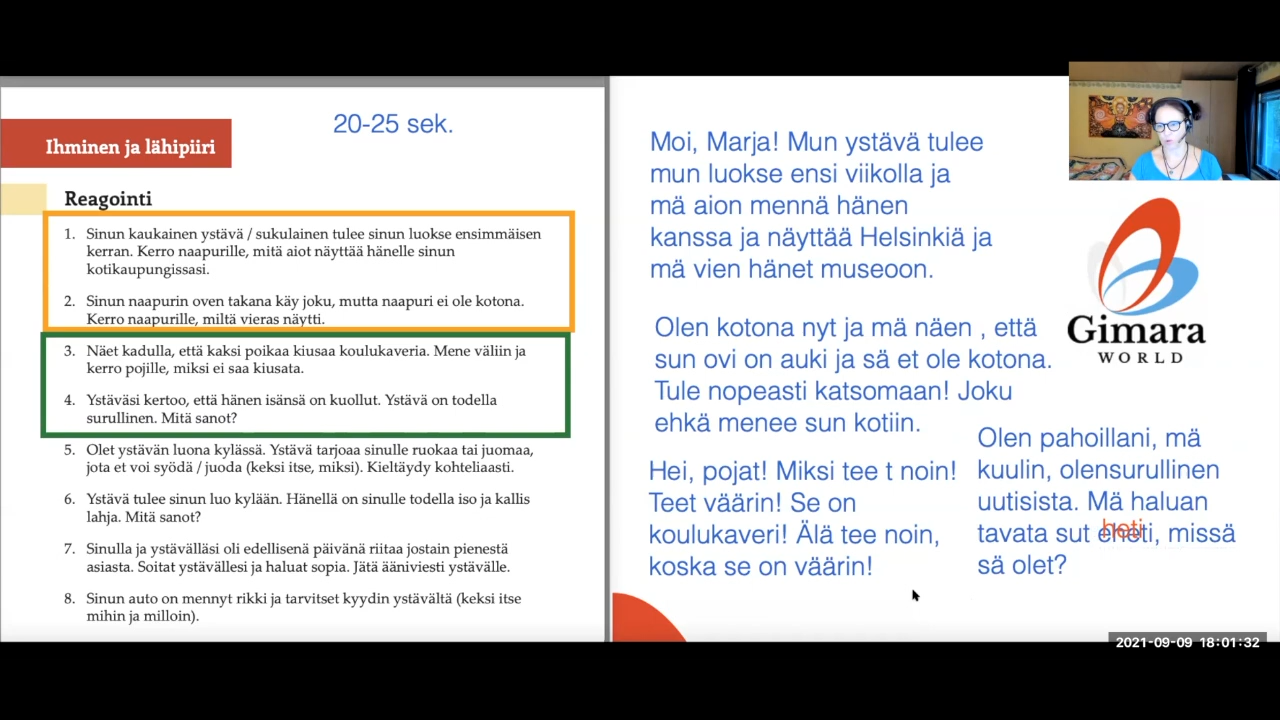 20-25 sek.
Ihminen ja lähipiiri
Reagointi
1. Sinun kaukainen ystävä / sukulainen tulee sinun luokse ensimmäisen
kerran. Kerro naapurille, mitä aiot näyttää hänelle sinun
kotikaupungissasi.
2. Sinun naapurin oven takana käy joku, mutta naapuri ei ole kotona.
Kerro naapurille, miltä vieras näytti.
3. Näet kadulla, että kaksi poikaa kiusaa koulukaveria. Mene väliin ja
kerro pojille, miksi ei saa kiusata.
4. Ystäväsi kertoo, että hänen isänsä on kuollut. Ystävä on todella
surullinen. Mitä sanot?
5. Olet ystävän luona kylässä. Ystävä tarjoaa sinulle ruokaa tai juomaa,
jota et voi syödä / juoda (keksi itse, miksi). Kieltäydy kohteliaasti.
6. Ystävä tulee sinun luo kylään. Hänellä on sinulle todella iso ja kallis
lahja. Mitä sanot?
7. Sinulla ja ystävälläsi oli edellisenä päivänä riitaa jostain pienestä
asiasta. Soitat ystävällesi ja haluat sopia. Jätä ääniviesti ystävälle.
8. Sinun auto on mennyt rikki ja tarvitset kyydin ystävältä (keksi itse
mihin ja milloin).
Moi, Marja! Mun ystävä tulee
mun luokse ensi viikolla ja
mä aion mennä hänen
kanssa ja näyttää Helsinkiä ja
mä vien hänet museoon.
Olen kotona nyt ja mä näen , että
sun ovi on auki ja sä et ole kotona.
Tule nopeasti katsomaan! Joku
ehkä menee sun kotiin.
Hei, pojat! Miksi tee t noin!
Teet väärin! Se on
koulukaveri! Älä tee noin,
koska se on väärin!
Olen pahoillani, mä
kuulin, olensurullinen
uutisista. Mä haluan
heti
tavata sut missä
sä olet?
Gimara
WORLD
2021-09-09 18:01:32